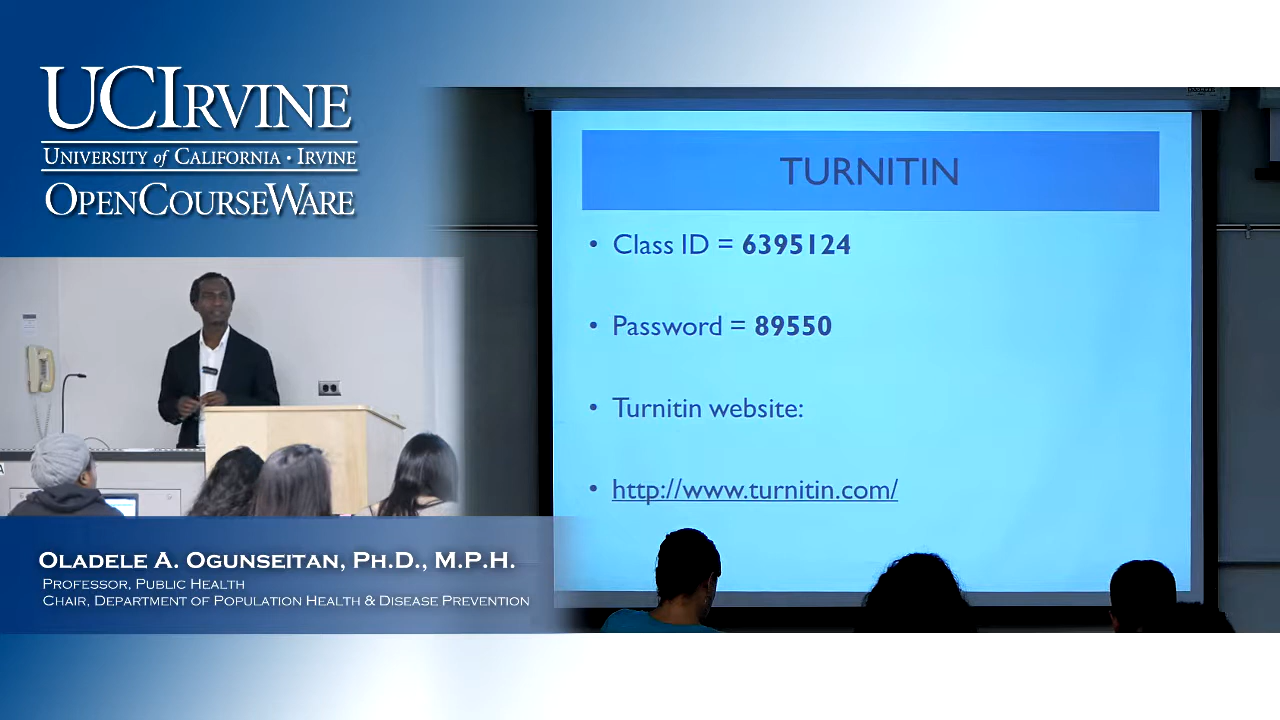 UCIRVINE
UNIVERSITY of CALIFORNIA · IRVINE
OPENCOURSEWARE
TURNITIN
• Class ID = 6395124
• Password = 89550
• Turnitin website:
• http://www.turnitin.com/
OLADELE A. OGUNSEITAN, PH.D., M.P.H.
PROFESSOR, PUBLIC HEALTH
CHAIR, DEPARTMENT OF POPULATION HEALTH & DISEASE PREVENTION